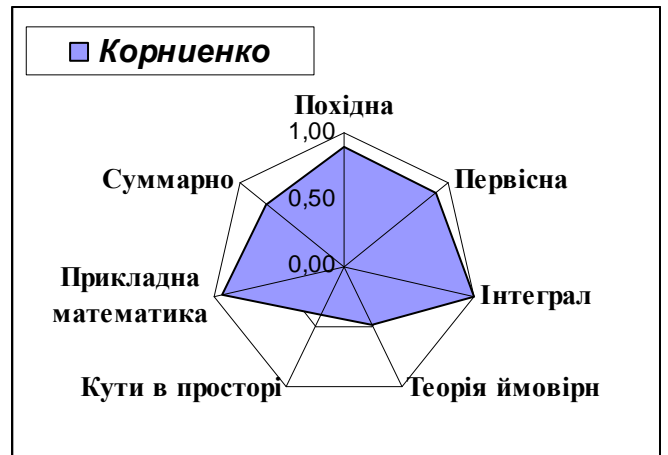 Корниенко
Похідна
1,00
Суммарно
Первісна
0,50
0,00
Прикладна
математика
Інтеграл
Кути в просторі
Теорія ймовірн